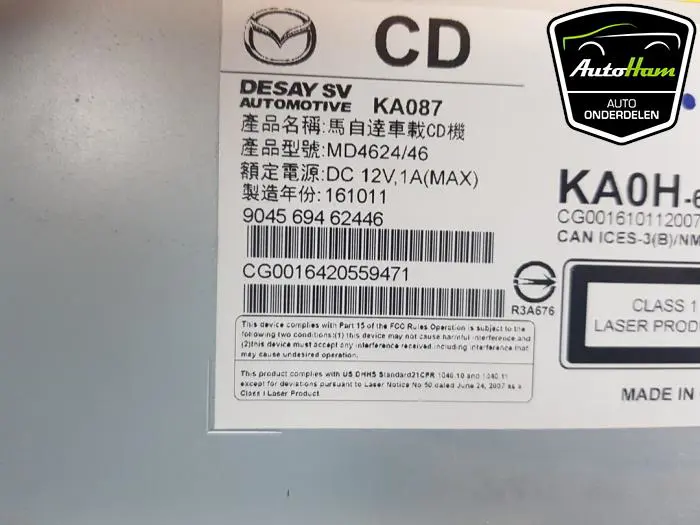 CD
AutoHam
AUTO
ONDERDELEN
DESAY SV
AUTOMOTIVE KA087
產品名稱:馬自達車載CD機
產品型號:MD4624/46
額定電源:DC 12V,1A(MAX)
製造年份:161011
9045 694 62446
CG0016420559471
R3A676
KA0H-6
CG001610112007
CAN ICES-3(B)/NM
CLASS 1
LASER PROD
MADE IN
This device complies with Part 15 of the FCC Rules Operation is subject to the
following two conditions:(1) this device may not cause harmful interference,and
(2)this device must accept any interference received,including interference that
may cause undesired operation.
This product complies with US DHHS Standard21CFR 1040.10 and 1040.11
except for deviations pursuant to Laser Notice No 50 dated June 24, 2007 as a
Class I Laser Product